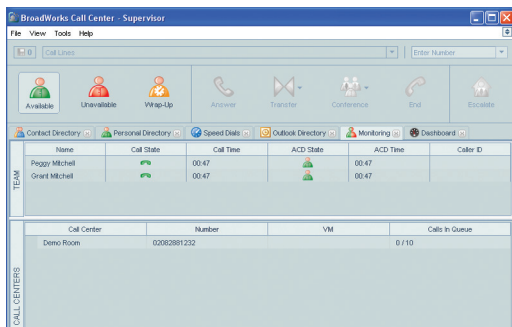 BroadWorks Call Center - Supervisor
File View Tools Help
0 Call Lines Enter Number
Available Unavailable Wrap-Up Answer Transfer Conference End Escalate
Contact Directory Personal Directory Speed Dials Outlook Directory Monitoring Dashboard
TEAM
Name Call State Call Time ACD State ACD Time Caller ID
Peggy Mitchell 00:47 00:47
Grant Mitchell 00:47 00:47
CALL CENTERS
Call Center Number VM Calls In Queue
Demo Room 02082881232 0 / 10